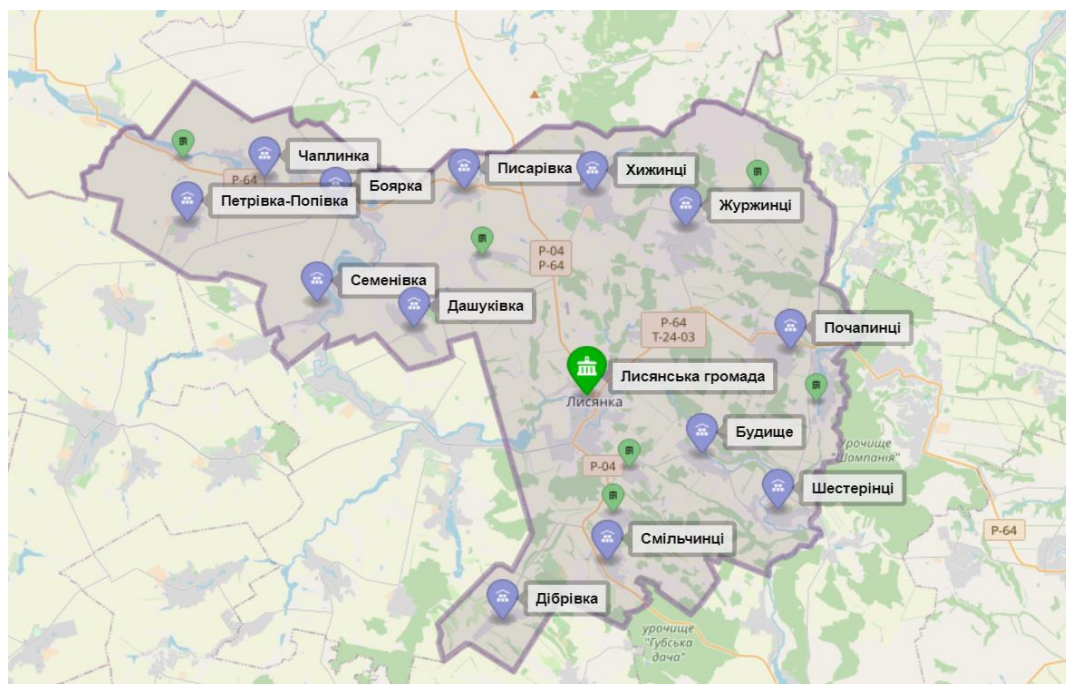 Чаплинка
Писарівка
Хижинці
Р-64
Боярка
Петрівка-Попівка
Журжинці
Р-04
Р-64
Семенівка
Дашуківка
Р-64
Т-24-03
Почапинці
Лисянська громада
Лисянка
Будище
Урочище
"Шампанія"
Р-04
Шестерінці
Р-64
Смільчинці
Дібрівка
урочище
"Губська
дача"